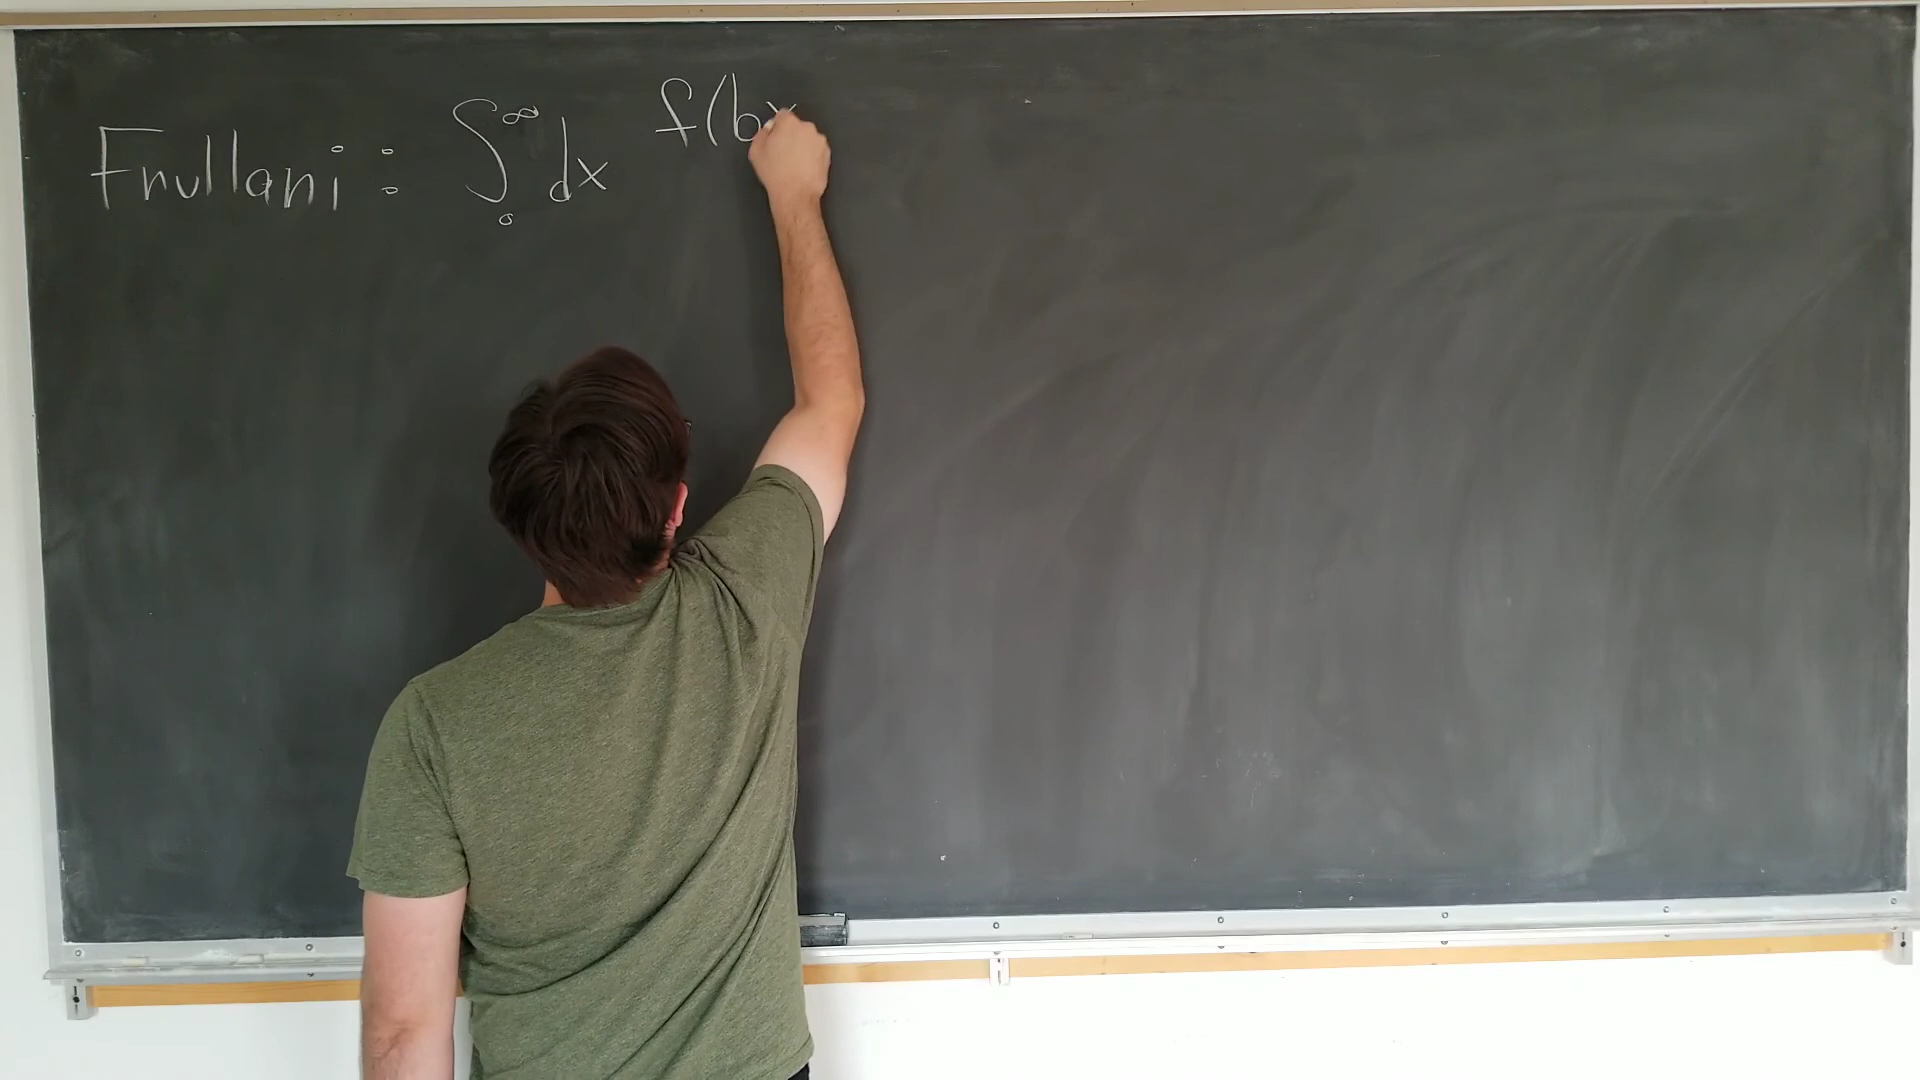 Frullani : ∫₀^∞ dx f(bx